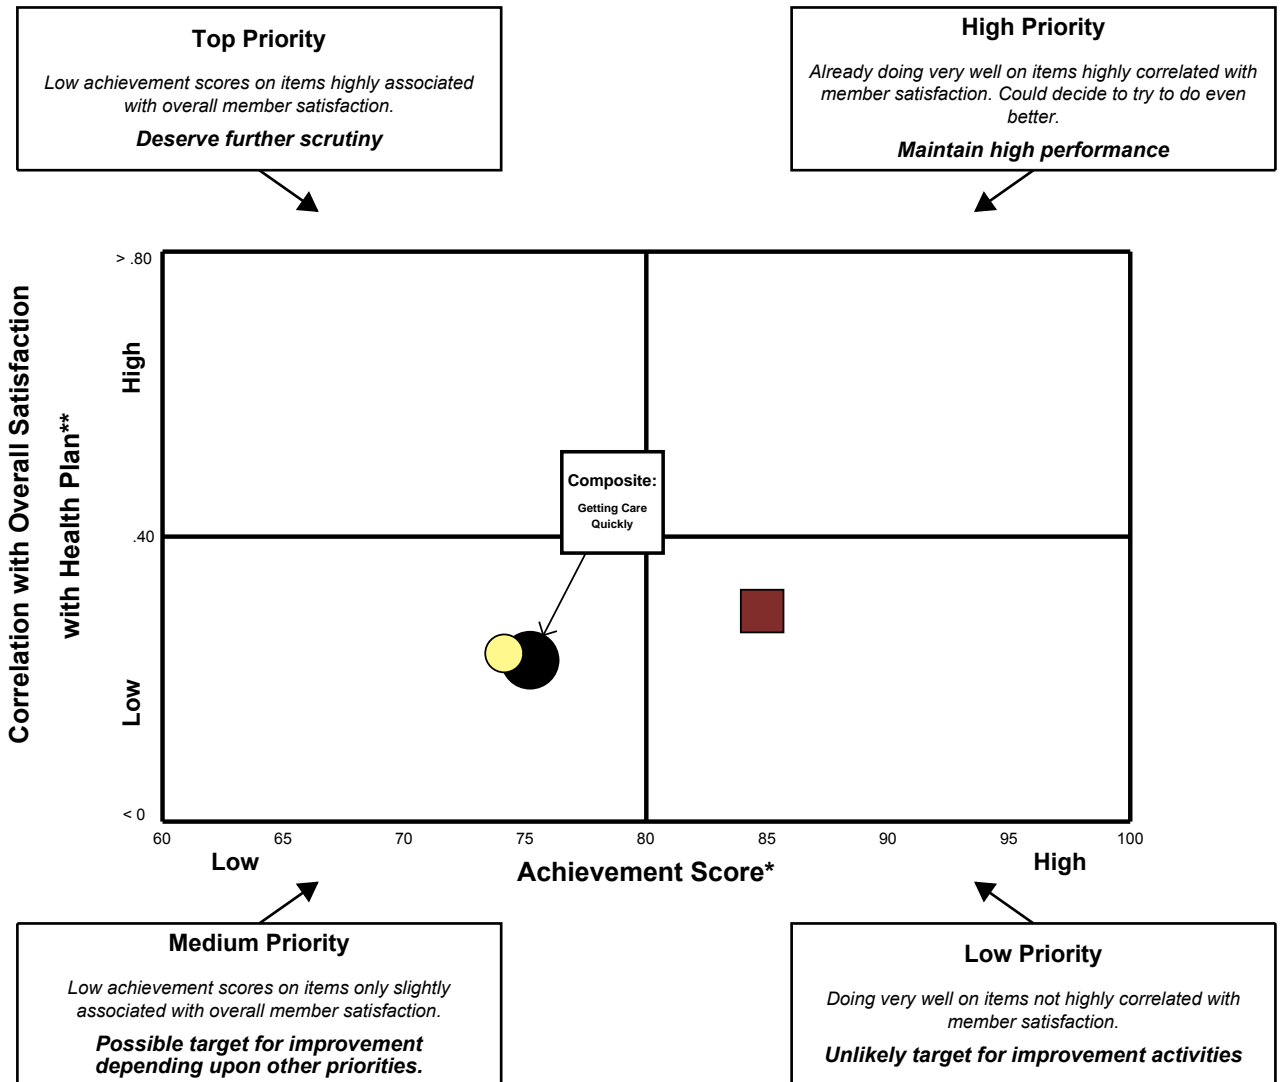 Top Priority
Low achievement scores on items highly associated
with overall member satisfaction.
Deserve further scrutiny
High Priority
Already doing very well on items highly correlated with
member satisfaction. Could decide to try to do even
better.
Maintain high performance
Correlation with Overall Satisfaction
with Health Plan**
> .80
High
.40
Low
< 0
Composite:
Getting Care
Quickly
60 65 70 75 80 85 90 95 100
Low
Achievement Score*
High
Medium Priority
Low achievement scores on items only slightly
associated with overall member satisfaction.
Possible target for improvement
depending upon other priorities.
Low Priority
Doing very well on items not highly correlated with
member satisfaction.
Unlikely target for improvement activities